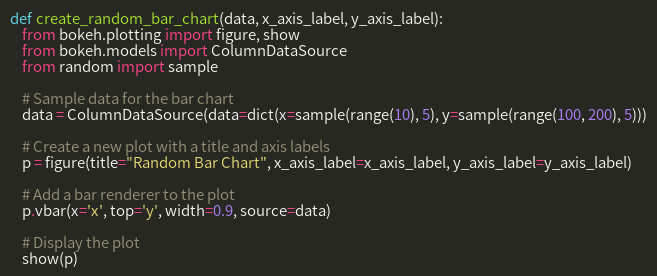 def create_random_bar_chart(data, x_axis_label, y_axis_label):
    from bokeh.plotting import figure, show
    from bokeh.models import ColumnDataSource
    from random import sample

    # Sample data for the bar chart
    data = ColumnDataSource(data=dict(x=sample(range(10), 5), y=sample(range(100, 200), 5)))

    # Create a new plot with a title and axis labels
    p = figure(title="Random Bar Chart", x_axis_label=x_axis_label, y_axis_label=y_axis_label)

    # Add a bar renderer to the plot
    p.vbar(x='x', top='y', width=0.9, source=data)

    # Display the plot
    show(p)